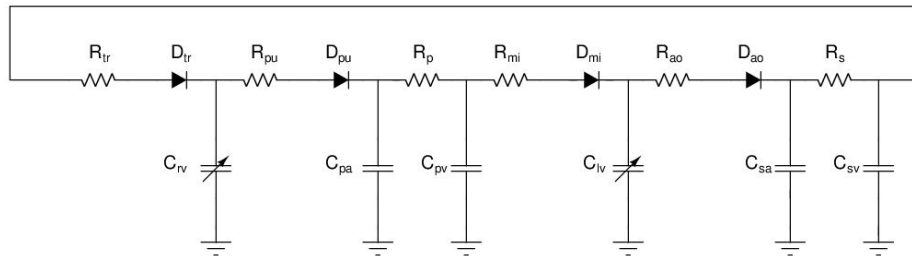 R_tr D_tr R_pu D_pu R_p R_mi D_mi R_ao D_ao R_s
C_rv C_pa C_pv C_lv C_sa C_sv